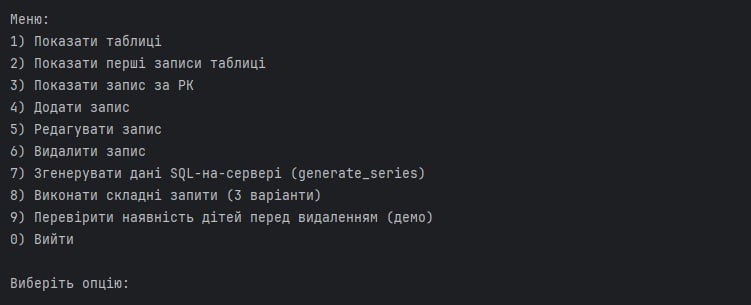 Меню:
1) Показати таблиці
2) Показати перші записи таблиці
3) Показати запис за PK
4) Додати запис
5) Редагувати запис
6) Видалити запис
7) Згенерувати дані SQL-на-сервері (generate_series)
8) Виконати складні запити (3 варіанти)
9) Перевірити наявність дітей перед видаленням (демо)
0) Вийти
Виберіть опцію: